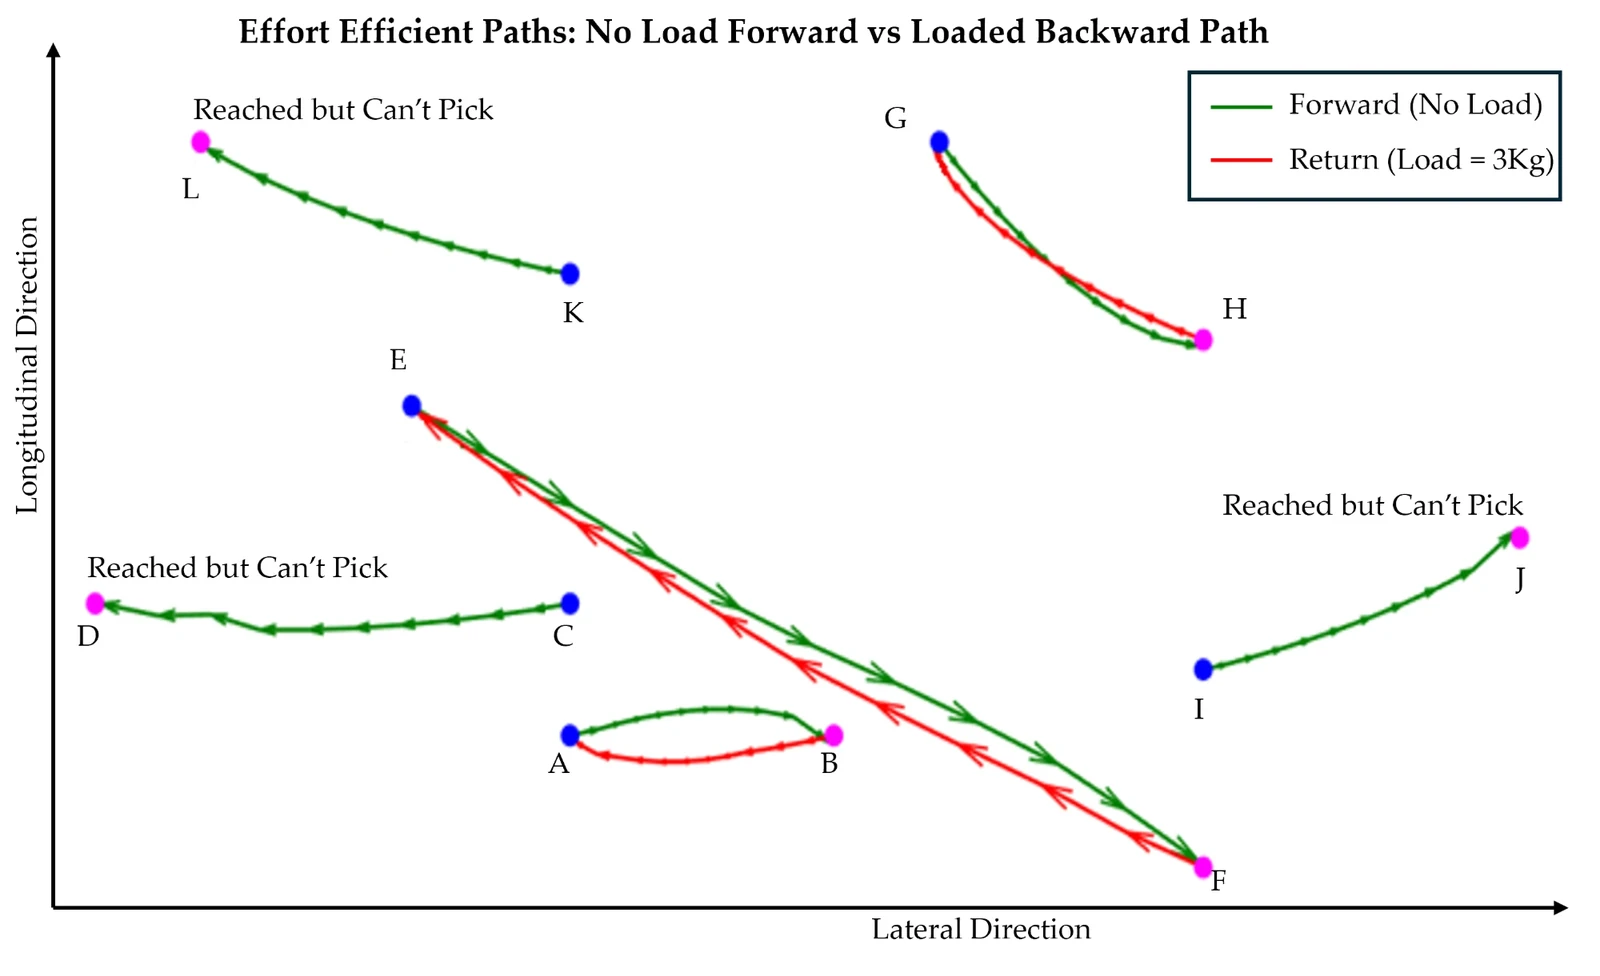 Effort Efficient Paths: No Load Forward vs Loaded Backward Path
Forward (No Load)
Return (Load = 3Kg)
Reached but Can't Pick
L
K
G
H
E
Reached but Can't Pick
D
C
Reached but Can't Pick
J
I
A
B
F
Longitudinal Direction
Lateral Direction